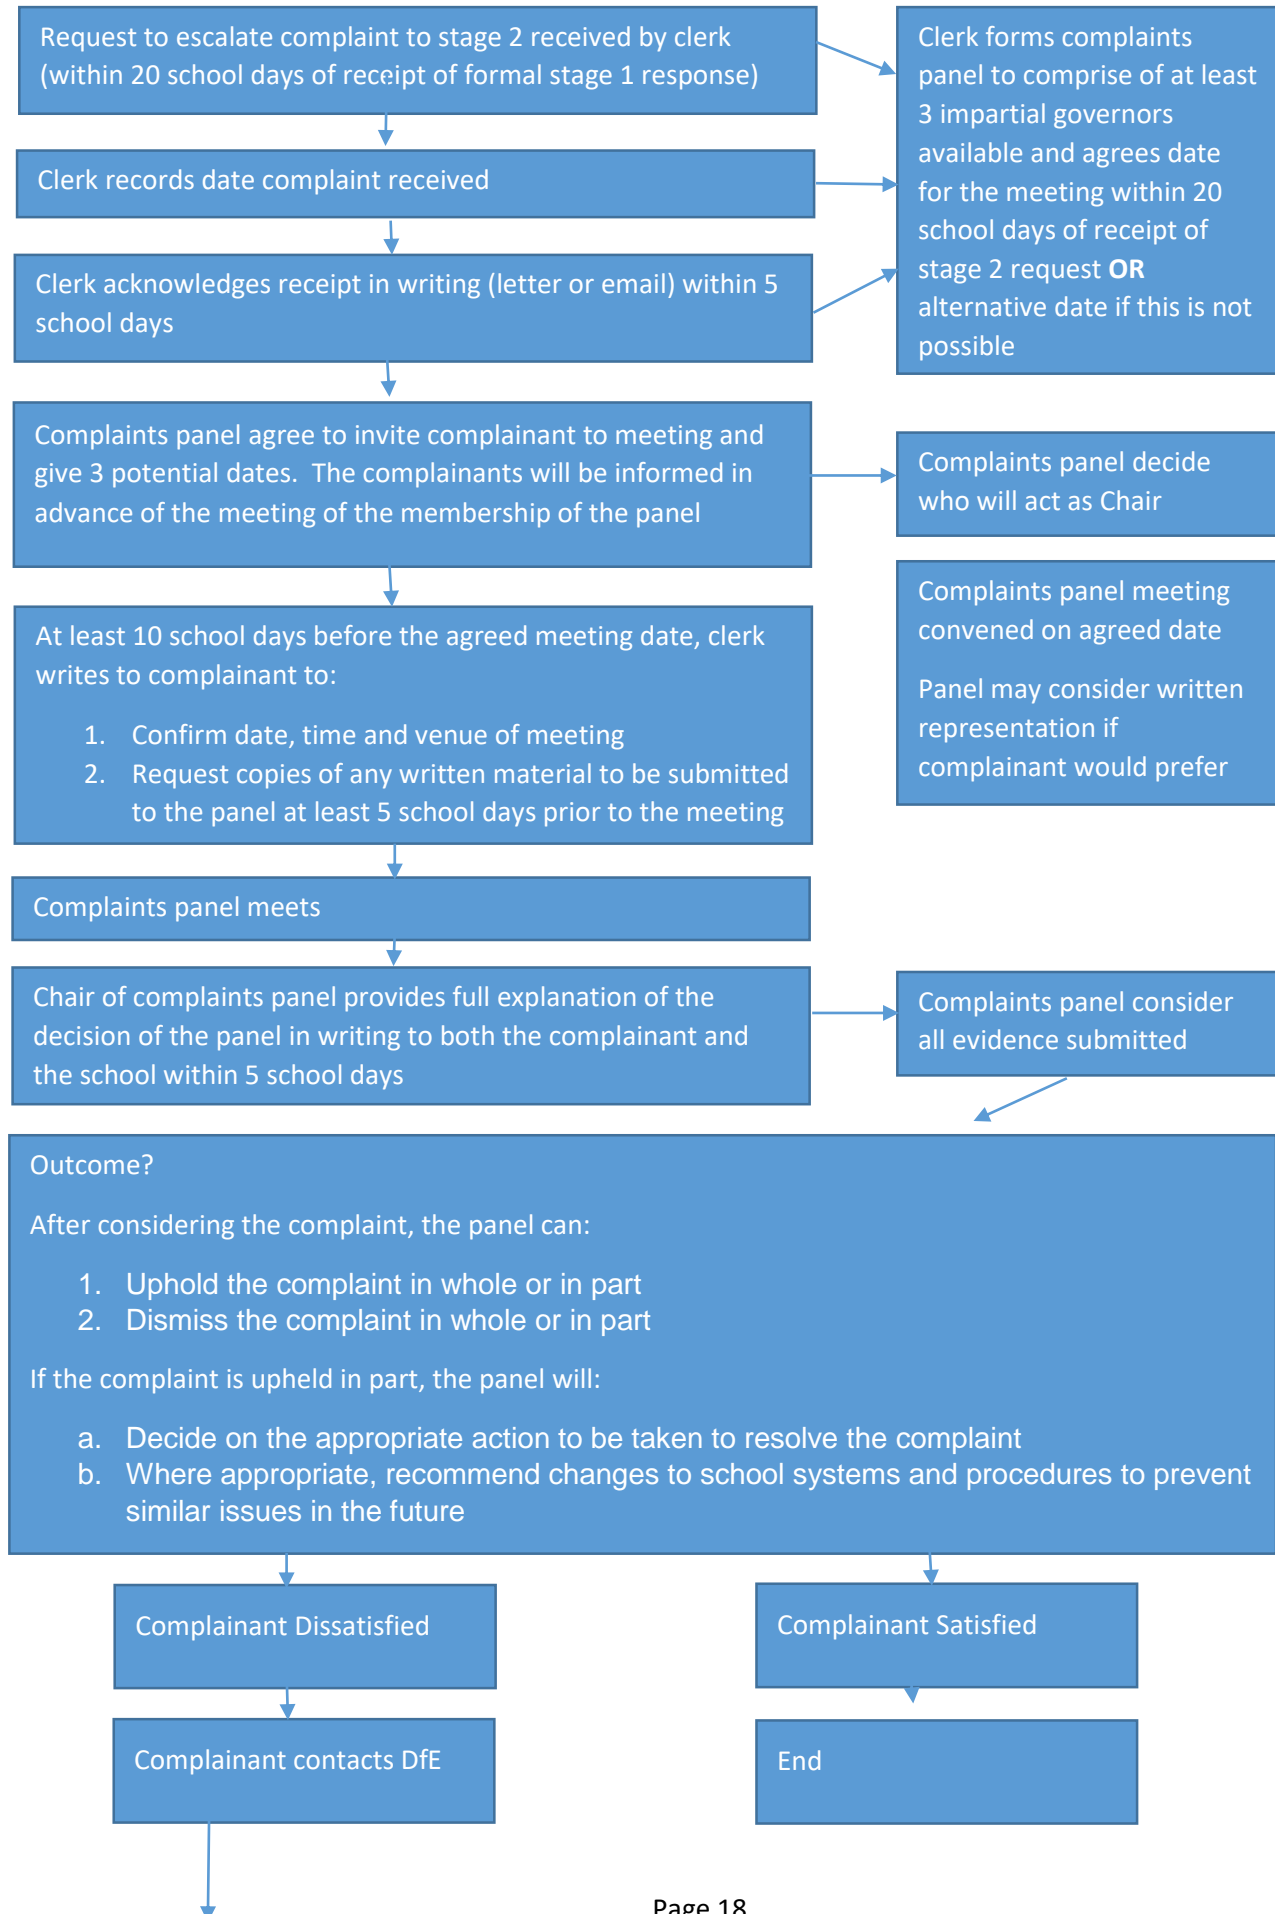 Request to escalate complaint to stage 2 received by clerk
(within 20 school days of receipt of formal stage 1 response)
Clerk forms complaints
panel to comprise of at least
3 impartial governors
available and agrees date
for the meeting within 20
school days of receipt of
stage 2 request OR
alternative date if this is not
possible
Clerk records date complaint received
Clerk acknowledges receipt in writing (letter or email) within 5
school days
Complaints panel agree to invite complainant to meeting and
give 3 potential dates.  The complainants will be informed in
advance of the meeting of the membership of the panel
Complaints panel decide
who will act as Chair
Complaints panel meeting
convened on agreed date
Panel may consider written
representation if
complainant would prefer
At least 10 school days before the agreed meeting date, clerk
writes to complainant to:
1. Confirm date, time and venue of meeting
2. Request copies of any written material to be submitted
to the panel at least 5 school days prior to the meeting
Complaints panel meets
Chair of complaints panel provides full explanation of the
decision of the panel in writing to both the complainant and
the school within 5 school days
Complaints panel consider
all evidence submitted
Outcome?
After considering the complaint, the panel can:
1. Uphold the complaint in whole or in part
2. Dismiss the complaint in whole or in part
If the complaint is upheld in part, the panel will:
a. Decide on the appropriate action to be taken to resolve the complaint
b. Where appropriate, recommend changes to school systems and procedures to prevent
similar issues in the future
Complainant Dissatisfied
Complainant Satisfied
Complainant contacts DfE
End
Page 18